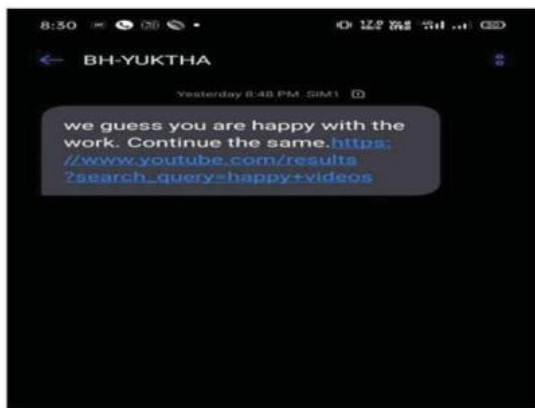 8:30
BH-YUKTHA
Yesterday 8:48 PM SIM1
we guess you are happy with the
work. Continue the same.https:
//www.youtube.com/results
?search_query=happy+videos